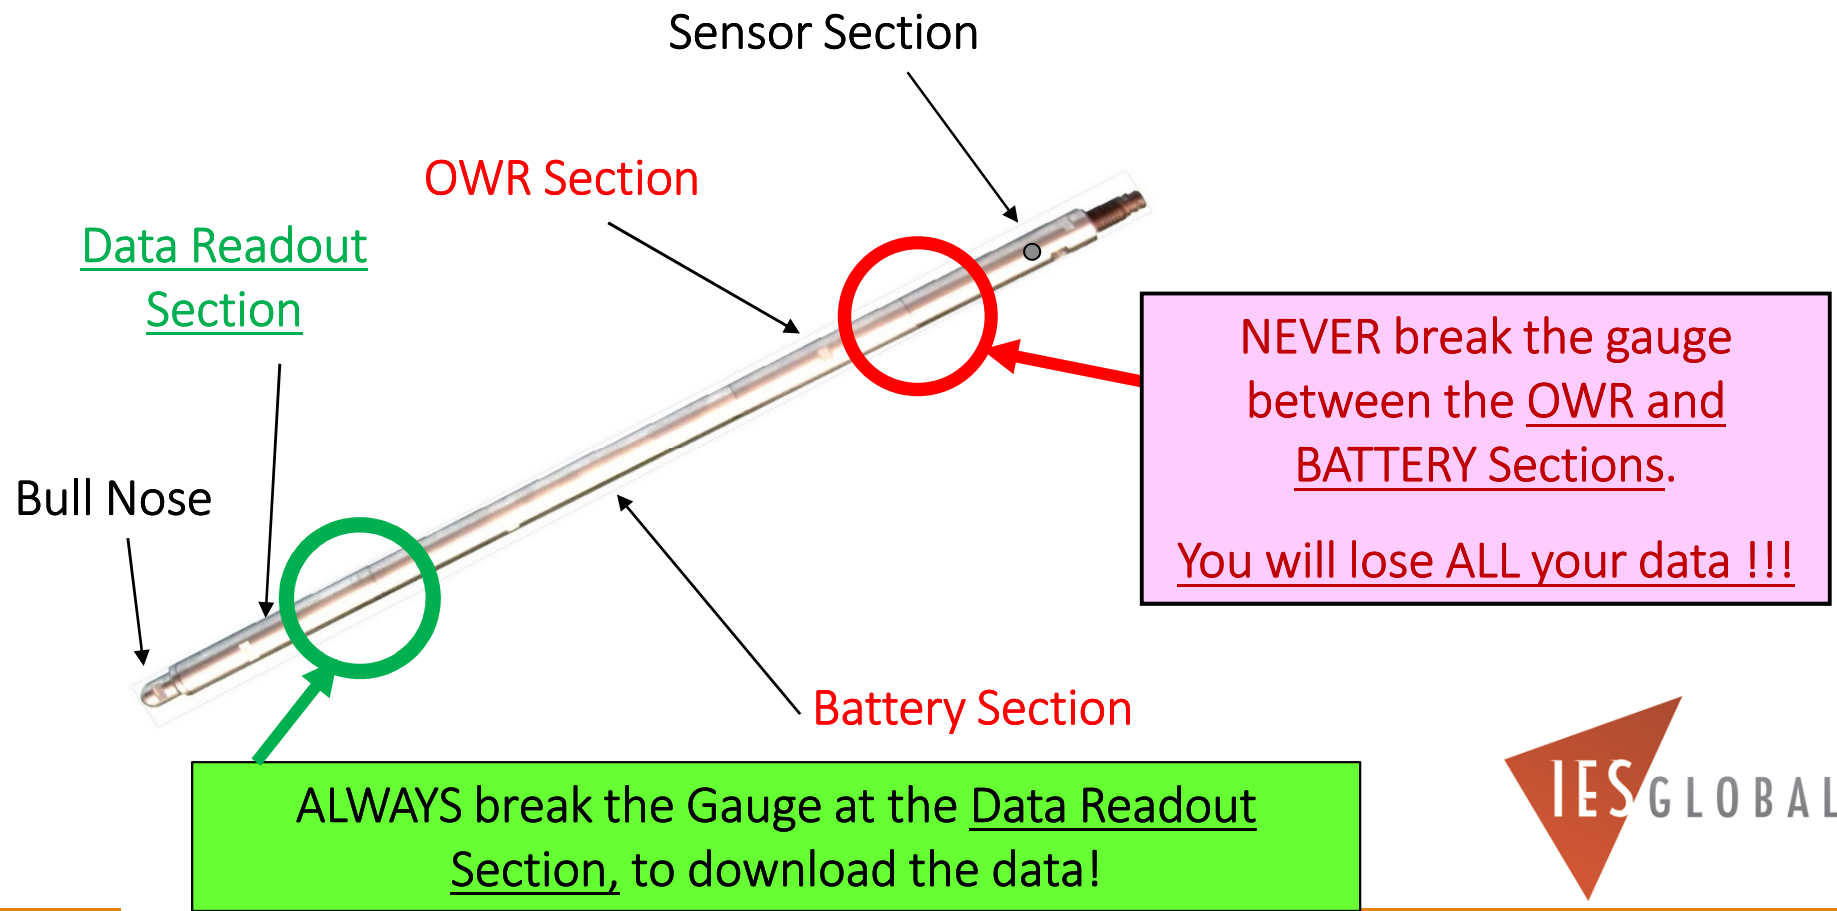 Sensor Section
OWR Section
Data Readout
Section
NEVER break the gauge
between the OWR and
BATTERY Sections.
You will lose ALL your data !!!
Bull Nose
Battery Section
ALWAYS break the Gauge at the Data Readout
Section, to download the data!
IES GLOBAL